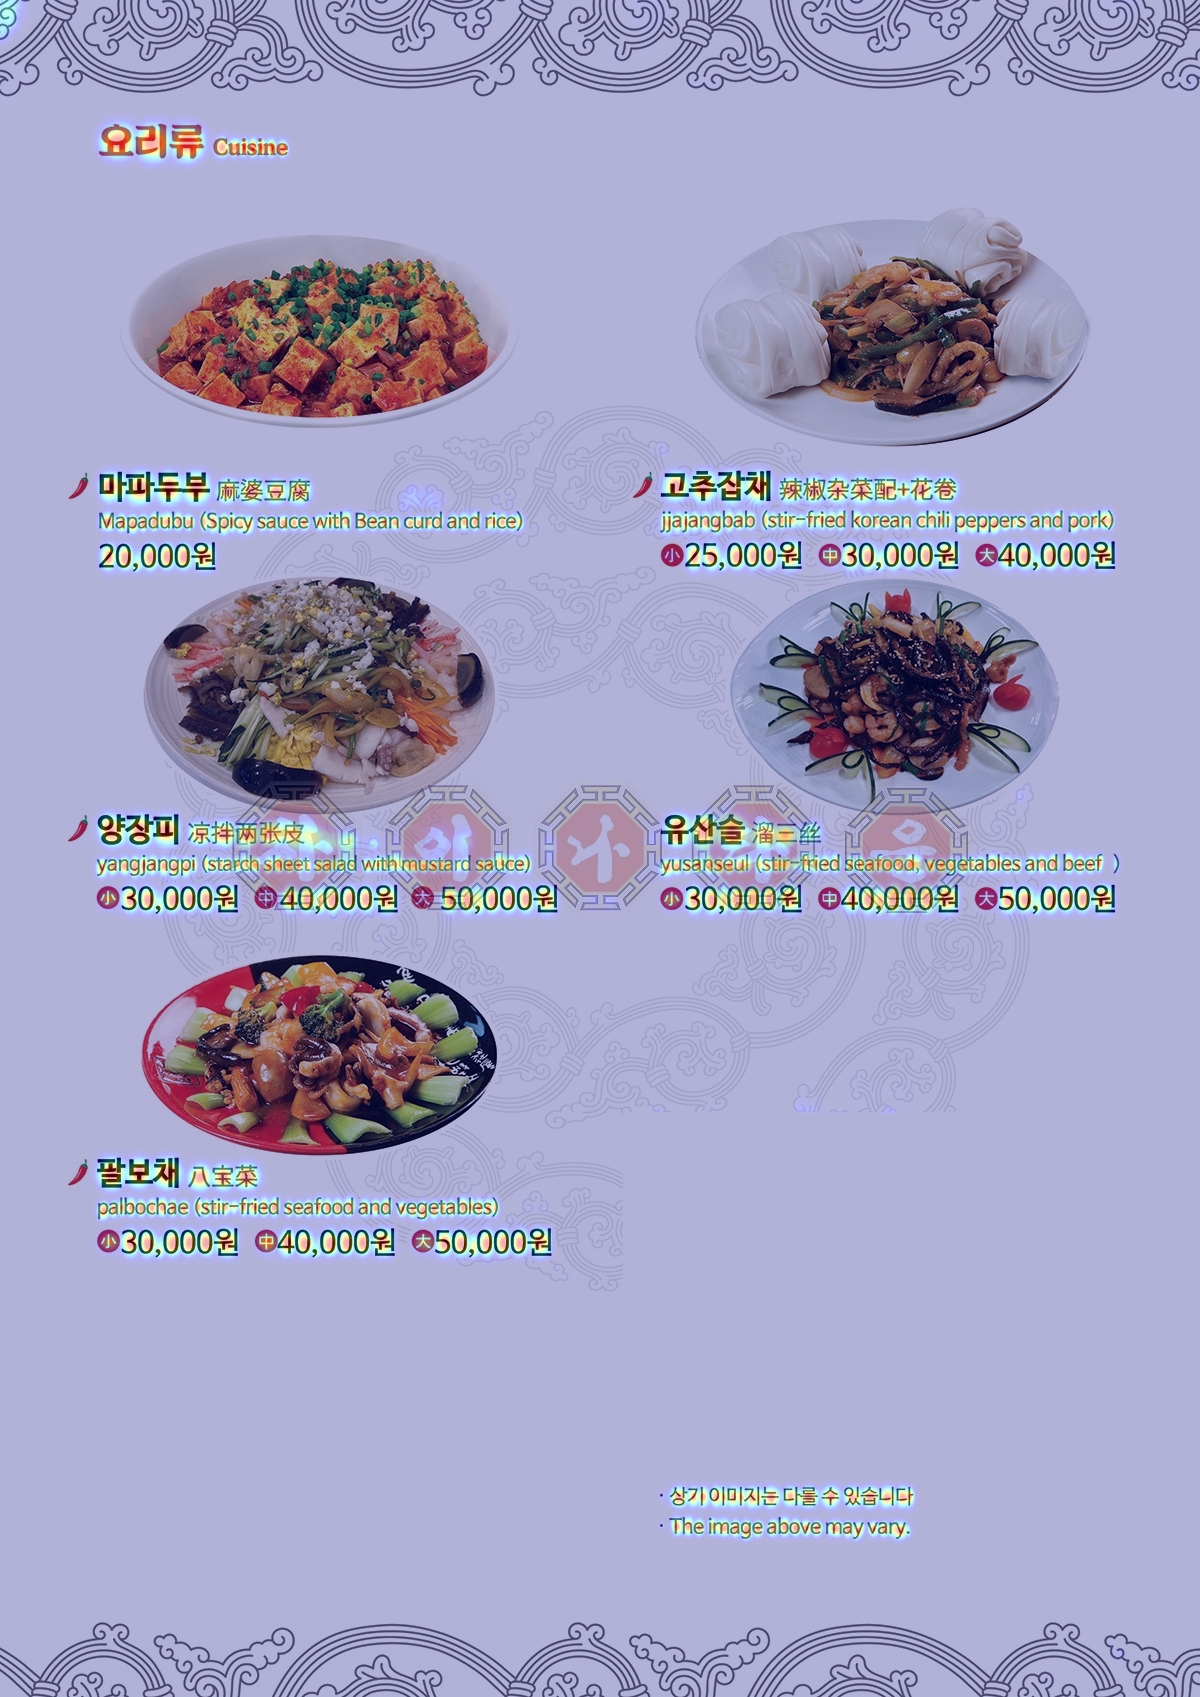 요리류 Cuisine
마파두부 麻婆豆腐
Mapadubu (Spicy sauce with Bean curd and rice)
20,000원
고추잡채 辣椒杂菜配+花卷
jjajangbab (stir-fried korean chili peppers and pork)
小25,000원 中30,000원 大40,000원
양장피 凉拌两张皮
yangjangpi (starch sheet salad with mustard sauce)
小30,000원 中40,000원 大50,000원
유산슬 溜三丝
yusanseul (stir-fried seafood, vegetables and beef )
小30,000원 中40,000원 大50,000원
팔보채 八宝菜
palbochae (stir-fried seafood and vegetables)
小30,000원 中40,000원 大50,000원
· 상기 이미지는 다를 수 있습니다
· The image above may vary.